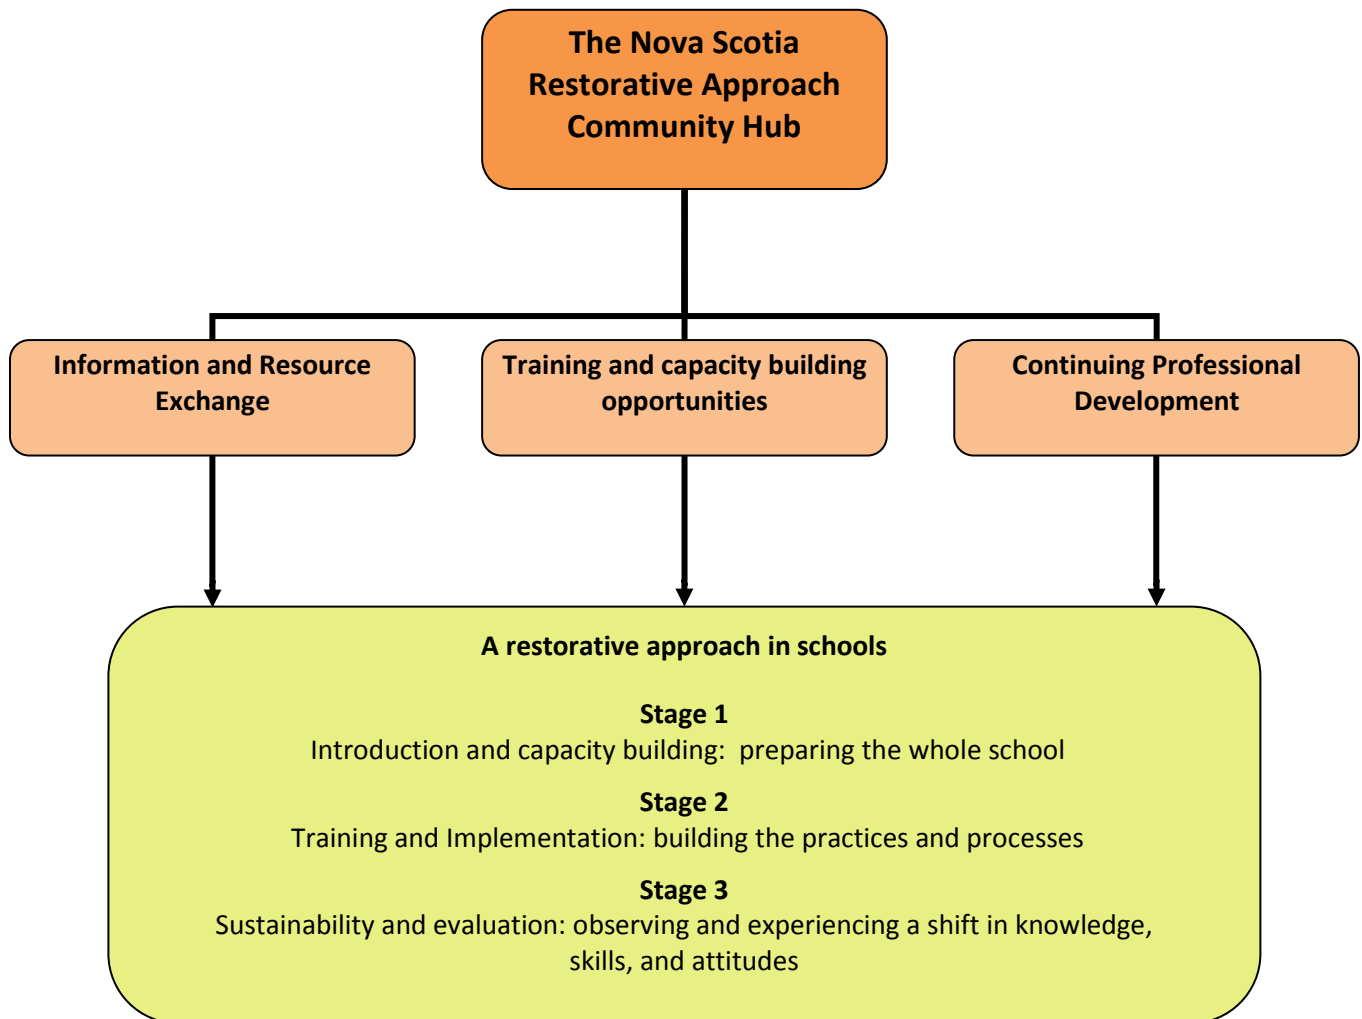 The Nova Scotia
Restorative Approach
Community Hub
Information and Resource
Exchange
Training and capacity building
opportunities
Continuing Professional
Development
A restorative approach in schools
Stage 1
Introduction and capacity building:  preparing the whole school
Stage 2
Training and Implementation: building the practices and processes
Stage 3
Sustainability and evaluation: observing and experiencing a shift in knowledge,
skills, and attitudes